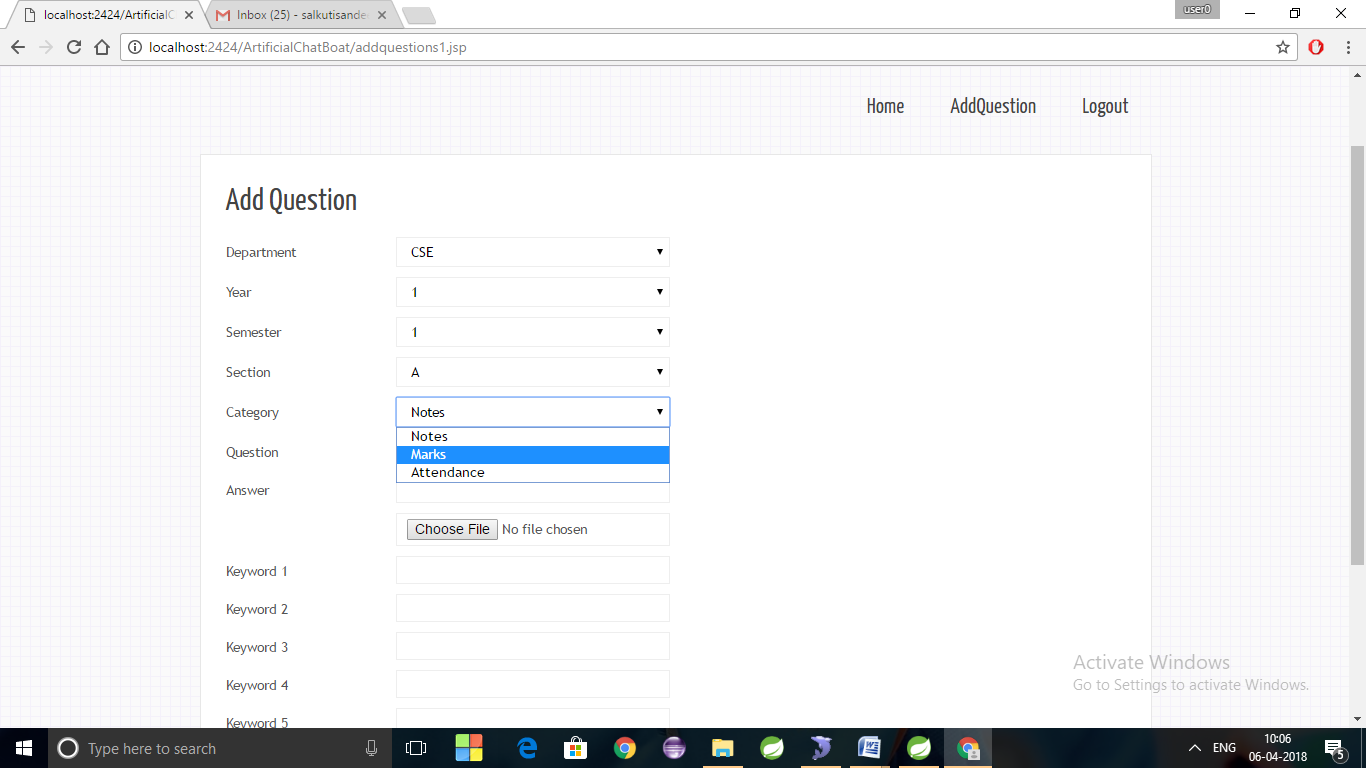 localhost:2424/ArtificialC
Inbox (25) - salkutisandee
user0
localhost:2424/ArtificialChatBoat/addquestions1.jsp
Home AddQuestion Logout
Add Question
Department CSE
Year 1
Semester 1
Section A
Category Notes
Notes
Question Marks
Attendance
Answer
Choose File No file chosen
Keyword 1
Keyword 2
Keyword 3
Keyword 4
Keyword 5
Activate Windows
Go to Settings to activate Windows.
Type here to search
ENG
10:06
06-04-2018
5